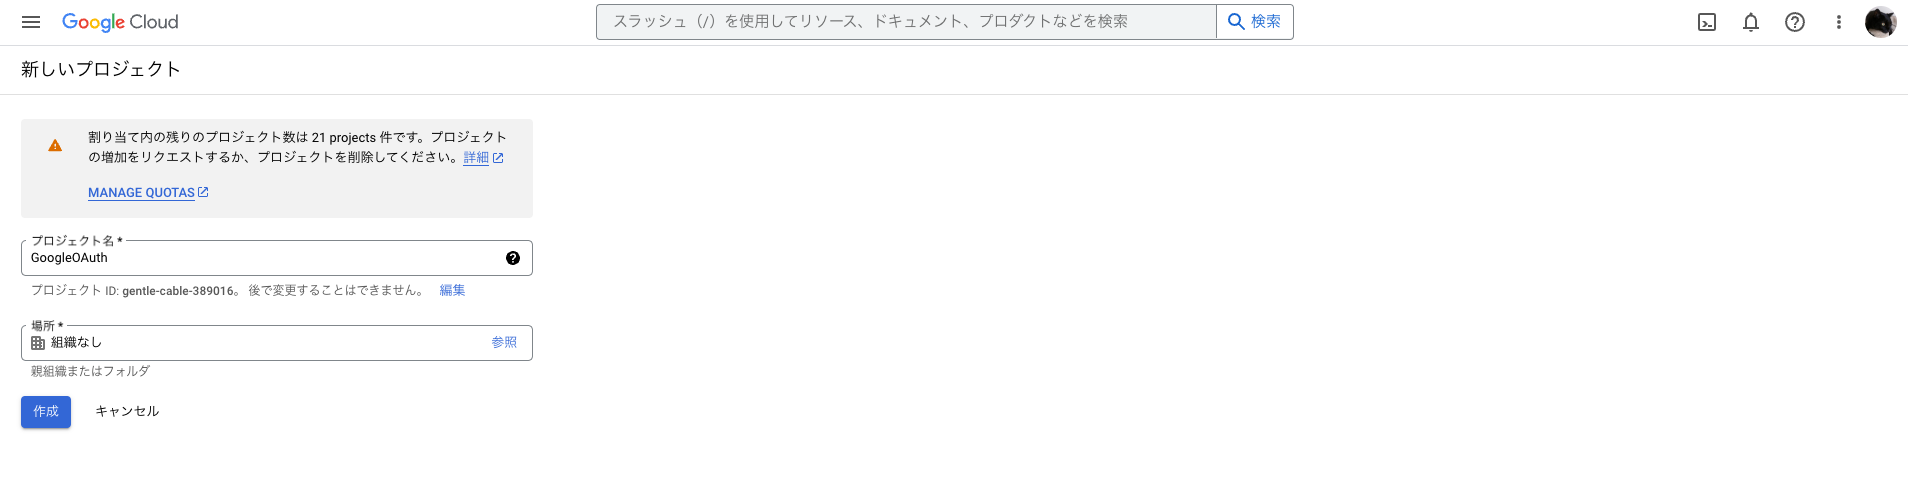 Google Cloud
スラッシュ（/）を使用してリソース、ドキュメント、プロダクトなどを検索
検索
新しいプロジェクト
割り当て内の残りのプロジェクト数は 21 projects 件です。プロジェクト
の増加をリクエストするか、プロジェクトを削除してください。詳細
MANAGE QUOTAS
プロジェクト名 *
GoogleOAuth
プロジェクト ID: gentle-cable-389016。 後で変更することはできません。 編集
場所 *
組織なし 参照
親組織またはフォルダ
作成 キャンセル